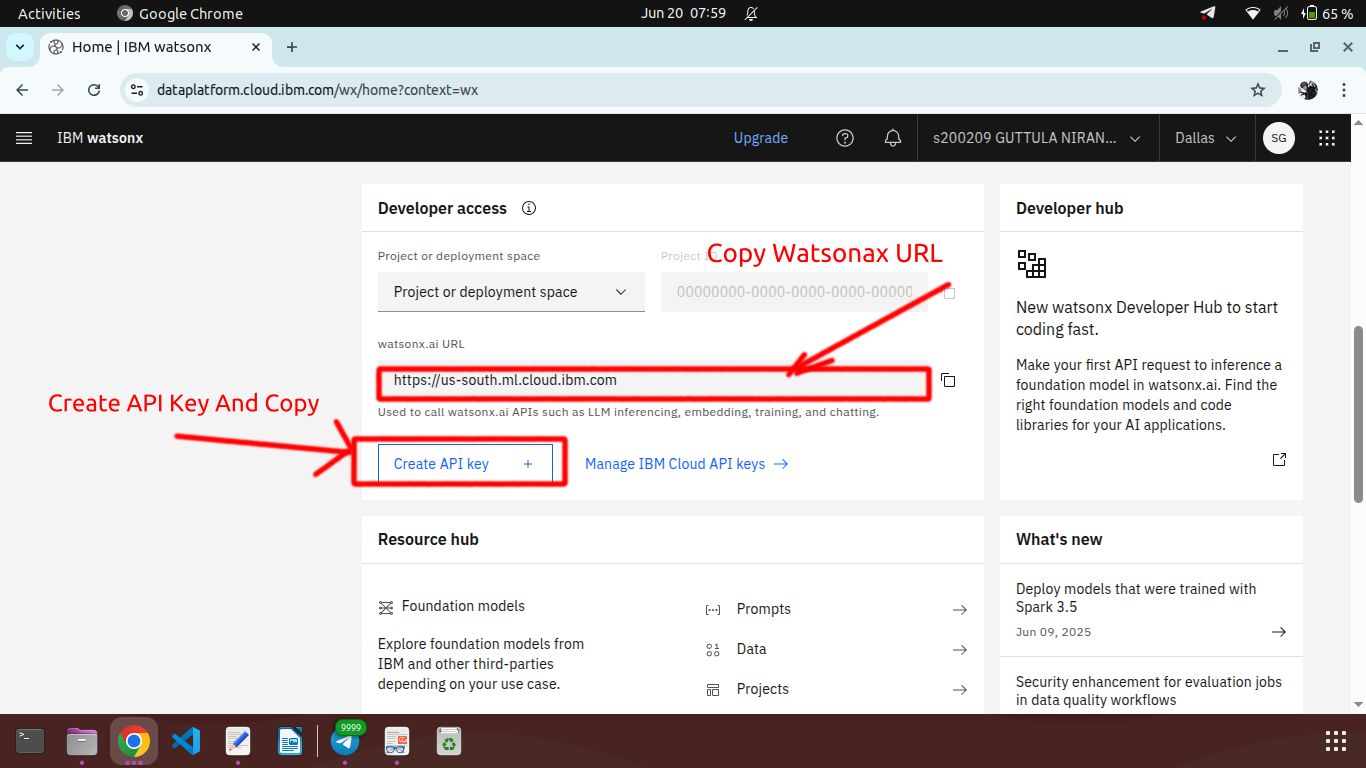 Activities
Google Chrome
Jun 20 07:59
65 %
Home | IBM watsonx
dataplatform.cloud.ibm.com/wx/home?context=wx
IBM watsonx
Upgrade
s200209 GUTTULA NIRAN...
Dallas
SG
Developer access
Project or deployment space
Project
Copy Watsonax URL
Project or deployment space
00000000-0000-0000-0000-00000
watsonx.ai URL
https://us-south.ml.cloud.ibm.com
Used to call watsonx.ai APIs such as LLM inferencing, embedding, training, and chatting.
Create API Key And Copy
Create API key +
Manage IBM Cloud API keys
Developer hub
New watsonx Developer Hub to start
coding fast.
Make your first API request to inference a
foundation model in watsonx.ai. Find the
right foundation models and code
libraries for your AI applications.
Resource hub
Foundation models
Explore foundation models from
IBM and other third-parties
depending on your use case.
Prompts
Data
Projects
What's new
Deploy models that were trained with
Spark 3.5
Jun 09, 2025
Security enhancement for evaluation jobs
in data quality workflows
9999